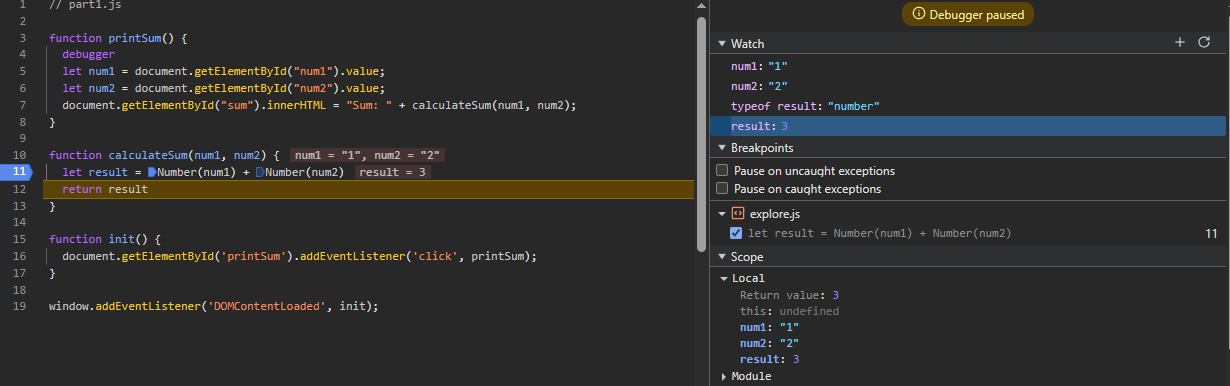 1 // part1.js
2
3 function printSum() {
4 debugger
5 let num1 = document.getElementById("num1").value;
6 let num2 = document.getElementById("num2").value;
7 document.getElementById("sum").innerHTML = "Sum: " + calculateSum(num1, num2);
8 }
9
10 function calculateSum(num1, num2) { num1 = "1", num2 = "2"
11 let result = Number(num1) + Number(num2) result = 3
12 return result
13 }
14
15 function init() {
16 document.getElementById('printSum').addEventListener('click', printSum);
17 }
18
19 window.addEventListener('DOMContentLoaded', init);
Debugger paused
Watch
num1: "1"
num2: "2"
typeof result: "number"
result: 3
Breakpoints
Pause on uncaught exceptions
Pause on caught exceptions
explore.js
let result = Number(num1) + Number(num2) 11
Scope
Local
Return value: 3
this: undefined
num1: "1"
num2: "2"
result: 3
Module